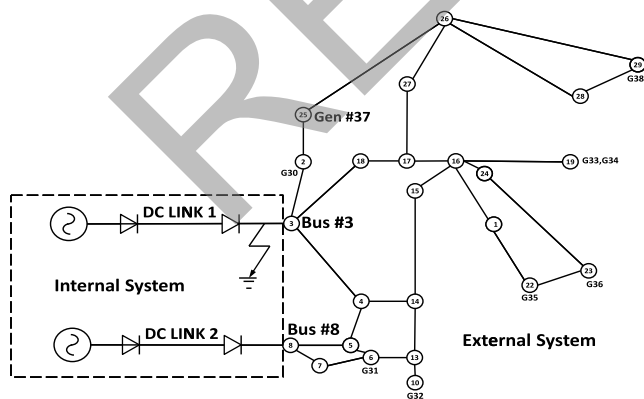 RE
26
29
G38
28
27
25
Gen #37
2
G30
18
17
16
19
G33,G34
24
15
DC LINK 1
3
Bus #3
1
23
G36
22
G35
Internal System
4
14
External System
DC LINK 2
Bus #8
8
5
6
G31
7
13
10
G32